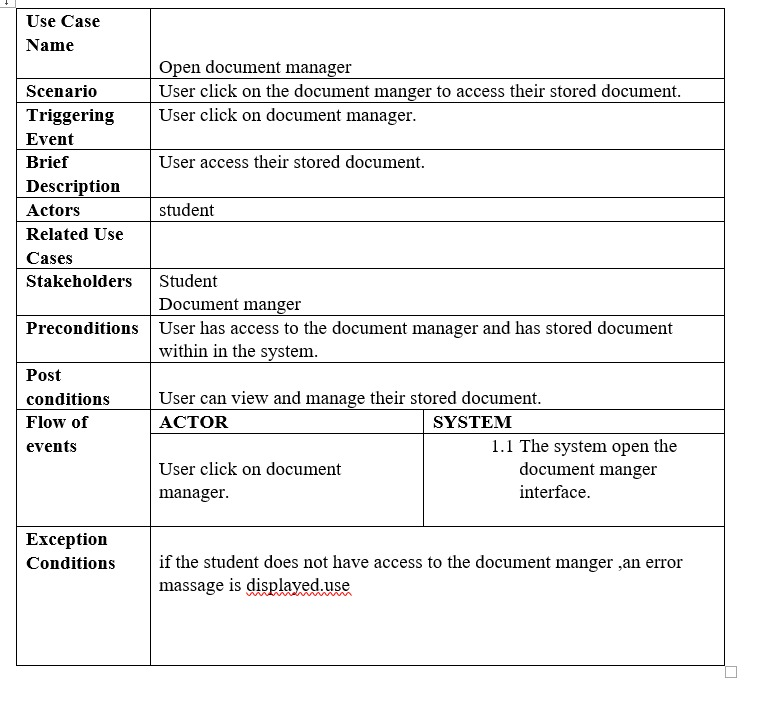 Use Case
Name
Open document manager
Scenario
User click on the document manger to access their stored document.
Triggering
Event
User click on document manager.
Brief
Description
User access their stored document.
Actors
student
Related Use
Cases
Stakeholders
Student
Document manger
Preconditions
User has access to the document manager and has stored document
within in the system.
Post
conditions
User can view and manage their stored document.
Flow of
events
ACTOR
SYSTEM
User click on document
manager.
1.1 The system open the
document manger
interface.
Exception
Conditions
if the student does not have access to the document manger ,an error
massage is displayed.use